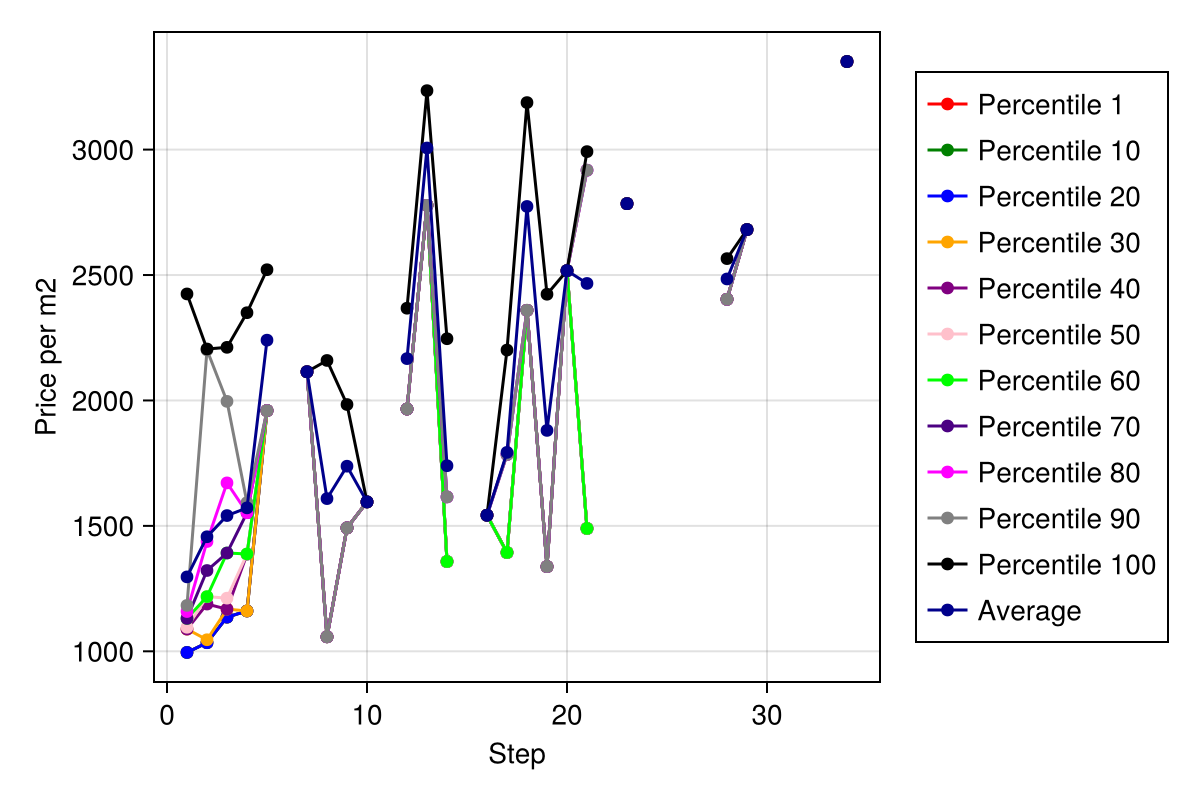 3000
2500
2000
1500
1000
Price per m2
0 10 20 30
Step
Percentile 1
Percentile 10
Percentile 20
Percentile 30
Percentile 40
Percentile 50
Percentile 60
Percentile 70
Percentile 80
Percentile 90
Percentile 100
Average